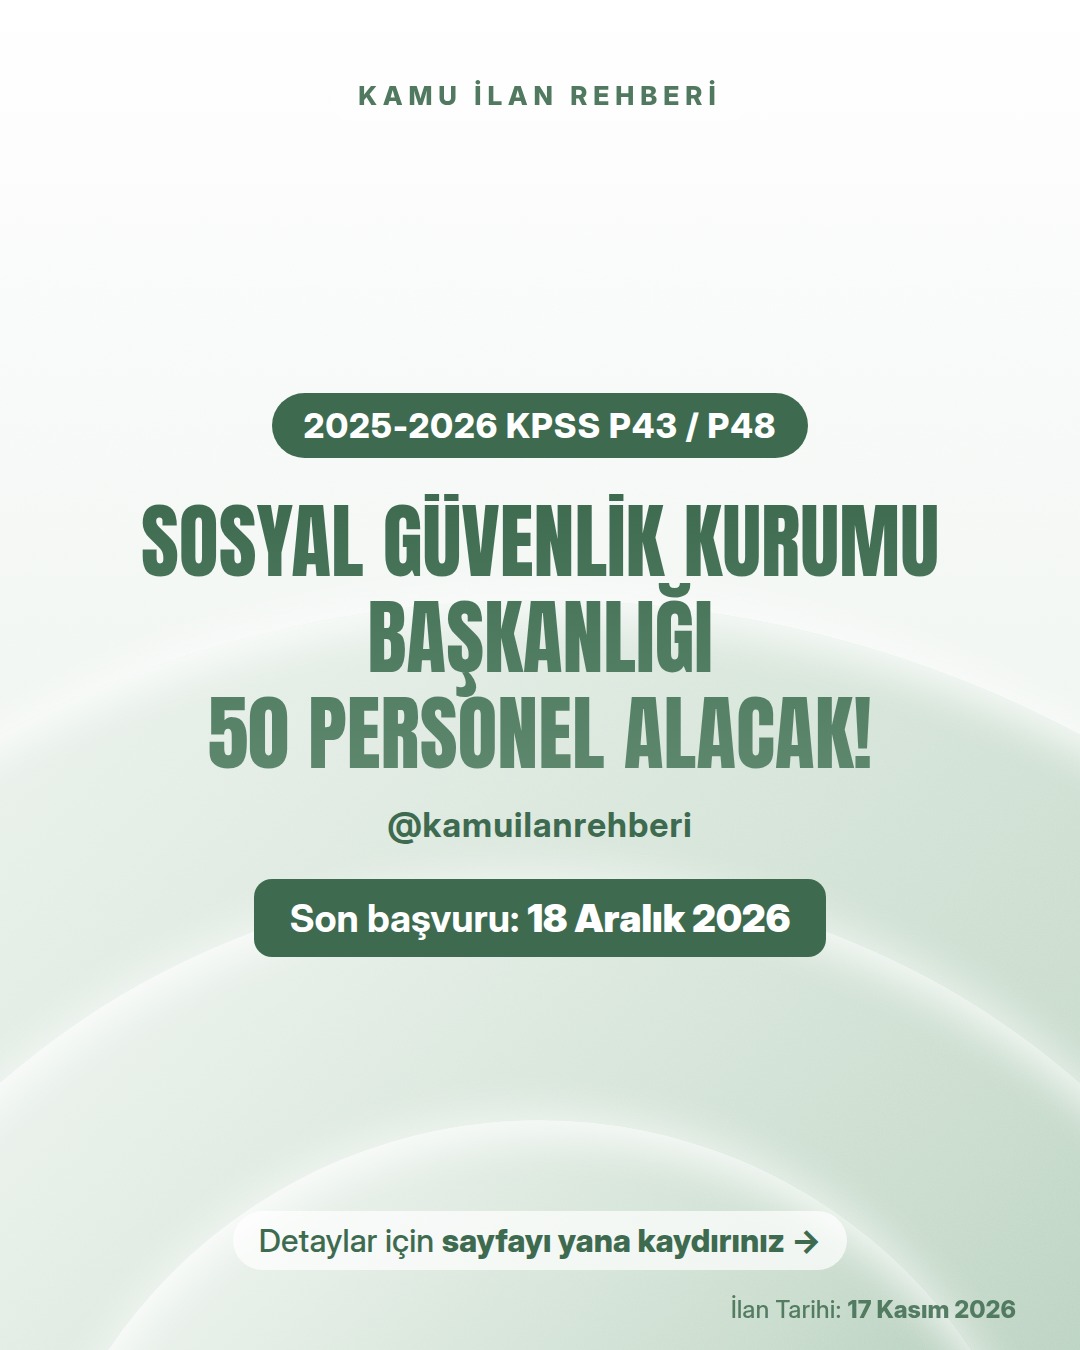 KAMU İLAN REHBERİ
2025-2026 KPSS P43 / P48
SOSYAL GÜVENLİK KURUMU
BAŞKANLIĞI
50 PERSONEL ALACAK!
@kamuilanrehberi
Son başvuru: 18 Aralık 2026
Detaylar için sayfayı yana kaydırınız →
İlan Tarihi: 17 Kasım 2026